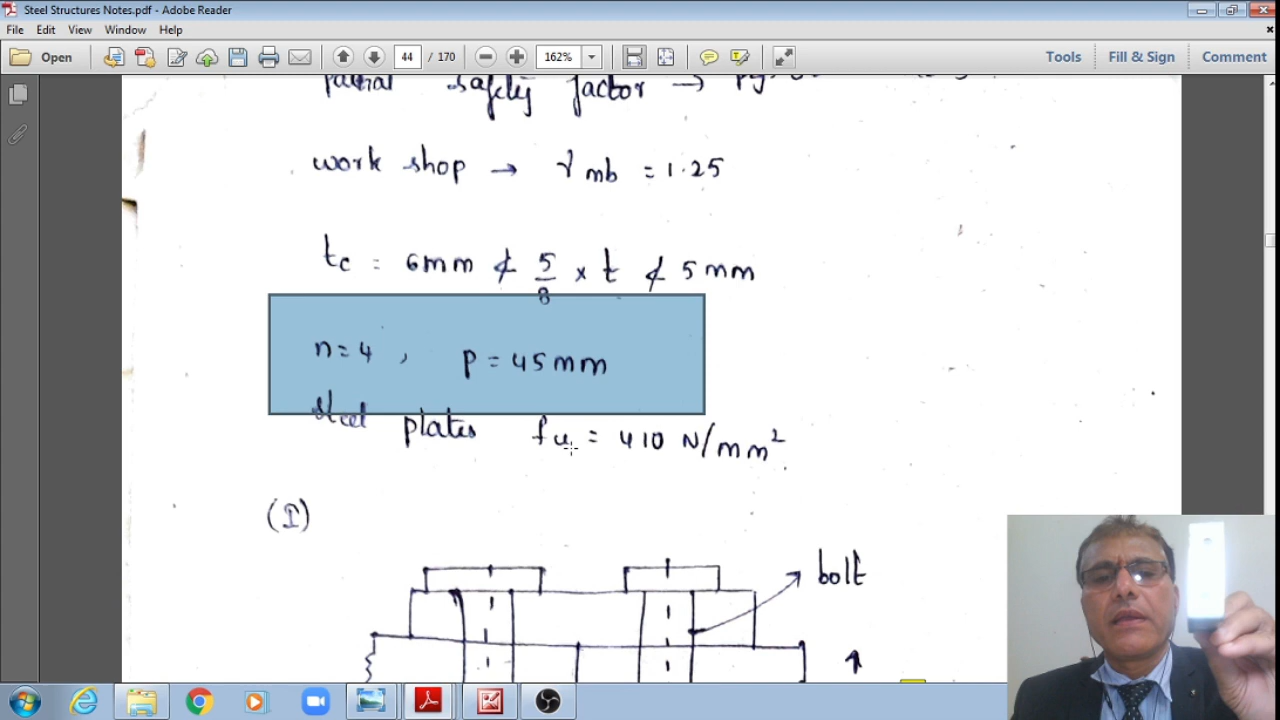 Steel Structures Notes.pdf - Adobe Reader
File Edit View Window Help
Open 44 / 170 162% Tools Fill & Sign Comment
partial safety factor →
work shop → γmb = 1.25
tc = 6mm ≮ 5/8 × t ≮ 5 mm
n=4 , p = 45mm
steel plates fu = 410 N/mm²
(I)
bolt